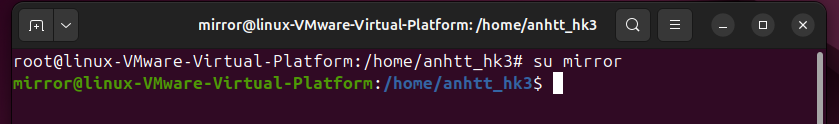 mirror@linux-VMware-Virtual-Platform: /home/anhtt_hk3
root@linux-VMware-Virtual-Platform:/home/anhtt_hk3# su mirror
mirror@linux-VMware-Virtual-Platform:/home/anhtt_hk3$